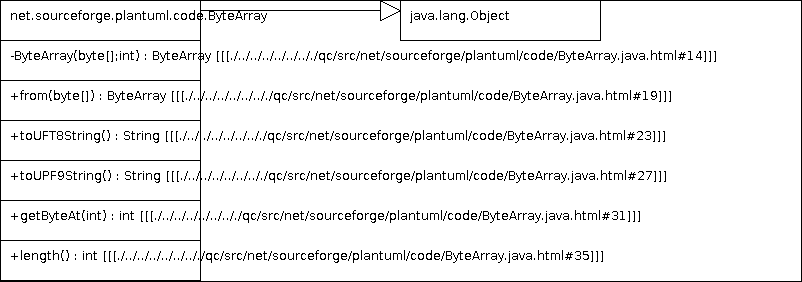 net.sourceforge.plantuml.code.ByteArray
java.lang.Object
-ByteArray(byte[];int) : ByteArray [[[./../../../../../../../qc/src/net/sourceforge/plantuml/code/ByteArray.java.html#14]]]
+from(byte[]) : ByteArray [[[./../../../../../../../qc/src/net/sourceforge/plantuml/code/ByteArray.java.html#19]]]
+toUFT8String() : String [[[./../../../../../../../qc/src/net/sourceforge/plantuml/code/ByteArray.java.html#23]]]
+toUPF9String() : String [[[./../../../../../../../qc/src/net/sourceforge/plantuml/code/ByteArray.java.html#27]]]
+getByteAt(int) : int [[[./../../../../../../../qc/src/net/sourceforge/plantuml/code/ByteArray.java.html#31]]]
+length() : int [[[./../../../../../../../qc/src/net/sourceforge/plantuml/code/ByteArray.java.html#35]]]